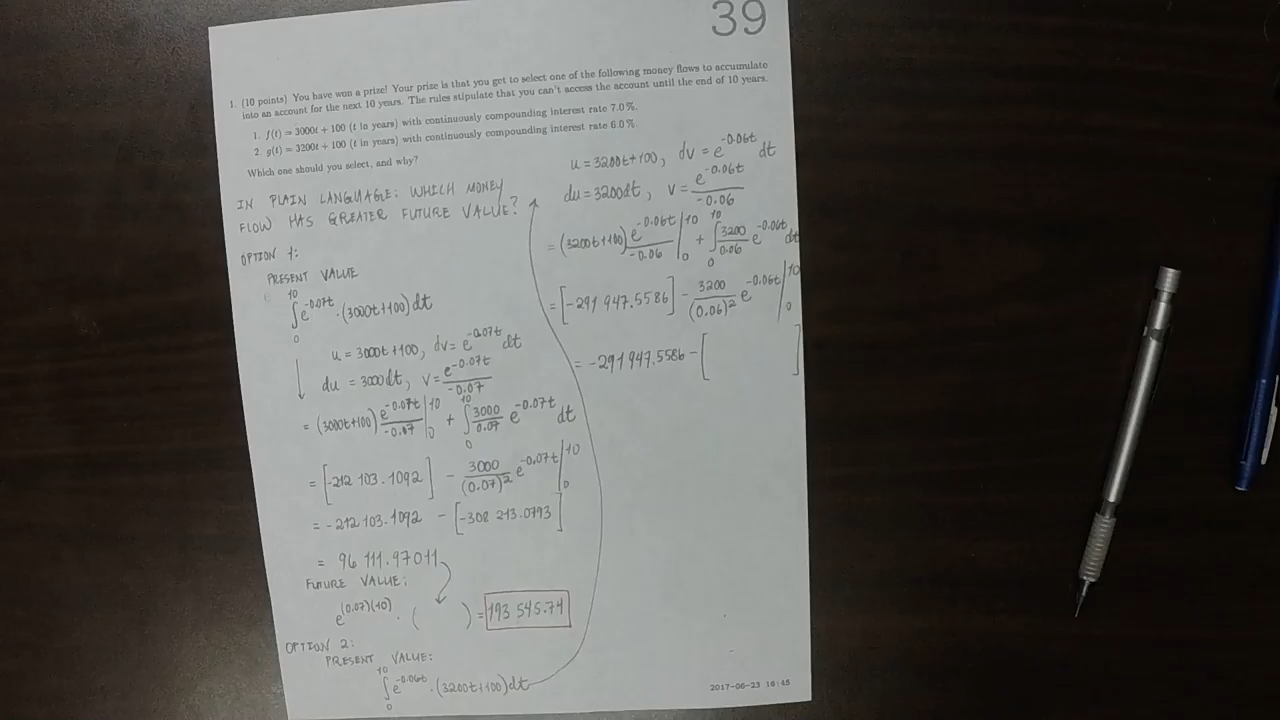 39
1. (10 points) You have won a prize! Your prize is that you get to select one of the following money flows to accumulate
into an account for the next 10 years. The rules stipulate that you can't access the account until the end of 10 years.
1. f(t) = 3000t + 100 (t in years) with continuously compounding interest rate 7.0%.
2. g(t) = 3200t + 100 (t in years) with continuously compounding interest rate 6.0%.
Which one should you select, and why?
IN PLAIN LANGUAGE: WHICH MONEY
FLOW HAS GREATER FUTURE VALUE?
OPTION 1:
PRESENT VALUE
∫₀¹⁰ e^{-0.07t} · (3000t+100) dt
u = 3000t+100, dv = e^{-0.07t} dt
↓ du = 3000dt, v = e^{-0.07t}/-0.07
= (3000t+100) e^{-0.07t}/-0.07 |₀¹⁰ + ∫₀¹⁰ 3000/0.07 e^{-0.07t} dt
= [-212 103.1092] - 3000/(0.07)² e^{-0.07t} |₀¹⁰
= -212 103.1092 - [-308 213.0793]
= 96 111.97011
FUTURE VALUE:
e^{(0.07)(10)} · ( ) = 193 545.74
OPTION 2:
PRESENT VALUE:
∫₀¹⁰ e^{-0.06t} · (3200t+100) dt
u = 3200t+100, dv = e^{-0.06t} dt
du = 3200dt, v = e^{-0.06t}/-0.06
= (3200t+100) e^{-0.06t}/-0.06 |₀¹⁰ + ∫₀¹⁰ 3200/0.06 e^{-0.06t} dt
= [-291 947.5586] - 3200/(0.06)² e^{-0.06t} |₀¹⁰
= -291 947.5586 - [ ]
2017-06-23 16:45